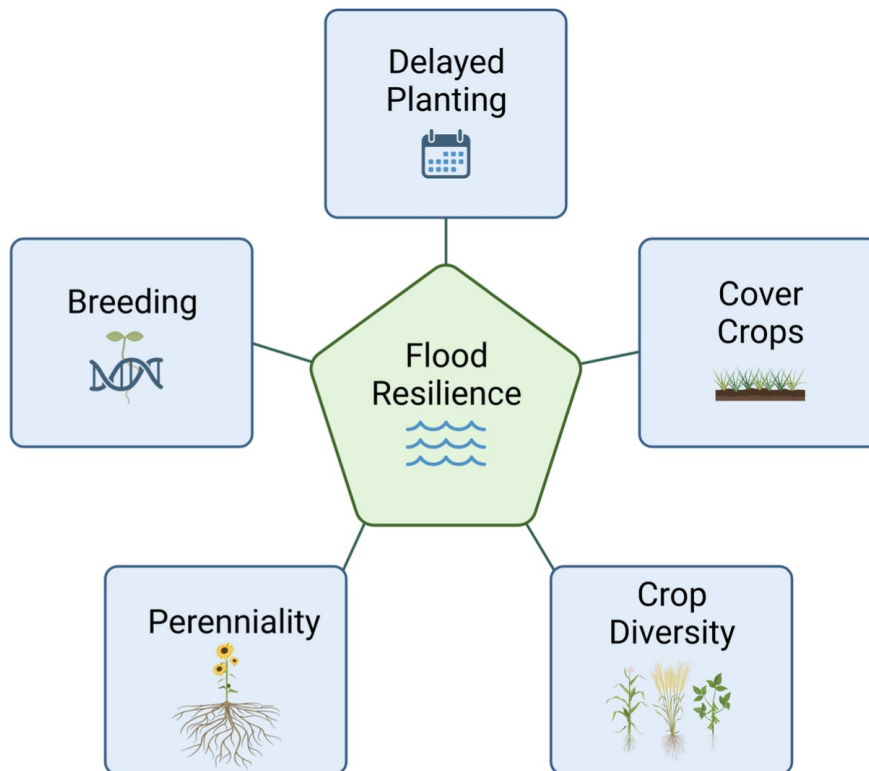 Delayed
Planting
Breeding
Cover
Crops
Flood
Resilience
Perenniality
Crop
Diversity